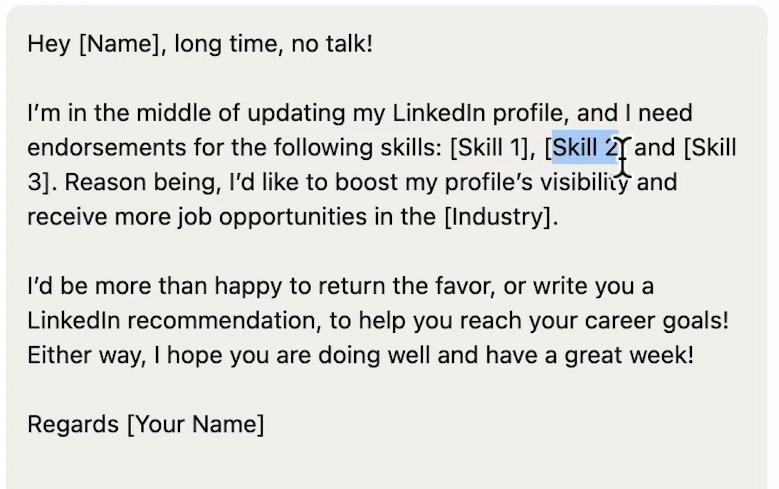 Hey [Name], long time, no talk!
I’m in the middle of updating my LinkedIn profile, and I need
endorsements for the following skills: [Skill 1], [Skill 2] and [Skill
3]. Reason being, I’d like to boost my profile’s visibility and
receive more job opportunities in the [Industry].
I’d be more than happy to return the favor, or write you a
LinkedIn recommendation, to help you reach your career goals!
Either way, I hope you are doing well and have a great week!
Regards [Your Name]